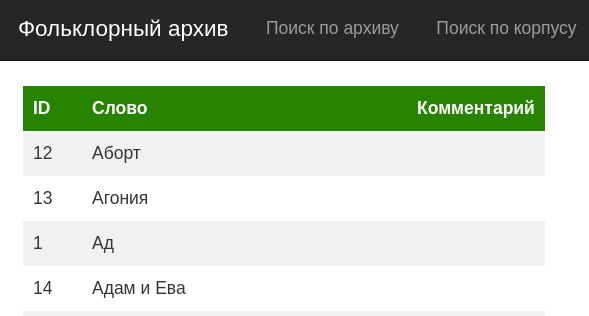 Фольклорный архив Поиск по архиву Поиск по корпусу
ID Слово Комментарий
12 Аборт
13 Агония
1 Ад
14 Адам и Ева